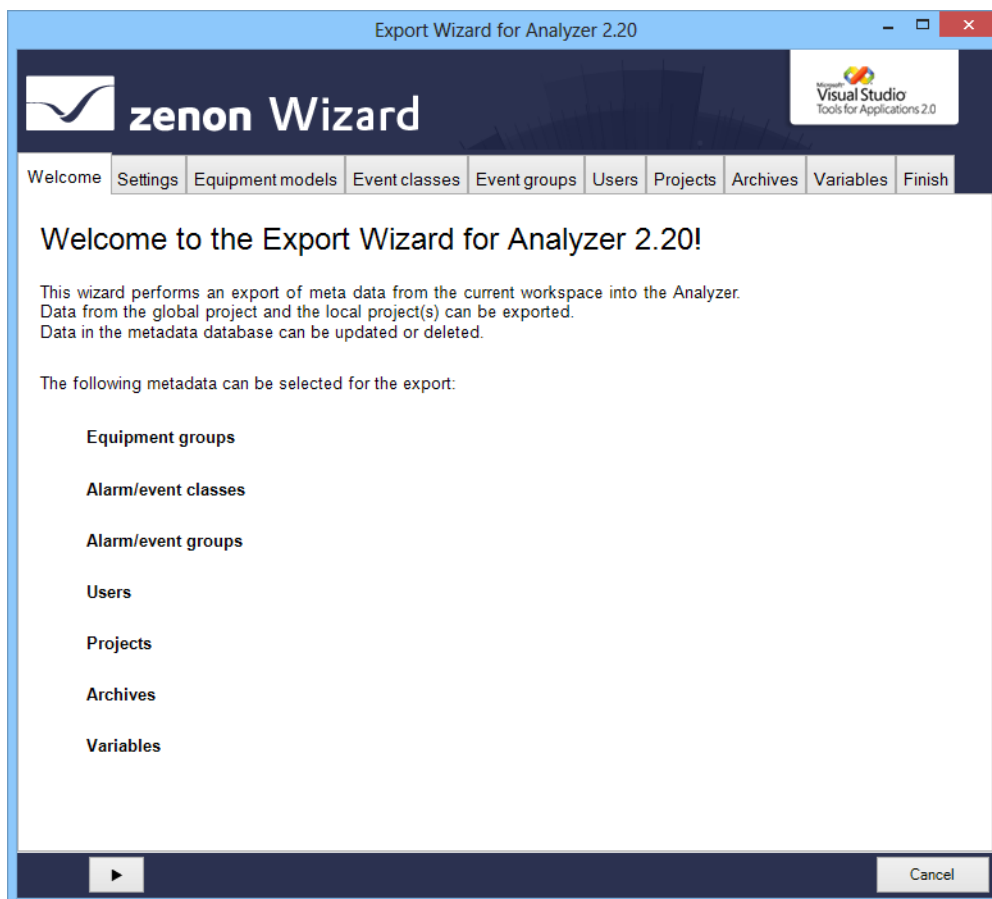 Export Wizard for Analyzer 2.20
zenon Wizard
Microsoft
Visual Studio
Tools for Applications 2.0
Welcome
Settings
Equipment models
Event classes
Event groups
Users
Projects
Archives
Variables
Finish
Welcome to the Export Wizard for Analyzer 2.20!
This wizard performs an export of meta data from the current workspace into the Analyzer.
Data from the global project and the local project(s) can be exported.
Data in the metadata database can be updated or deleted.
The following metadata can be selected for the export:
Equipment groups
Alarm/event classes
Alarm/event groups
Users
Projects
Archives
Variables
Cancel